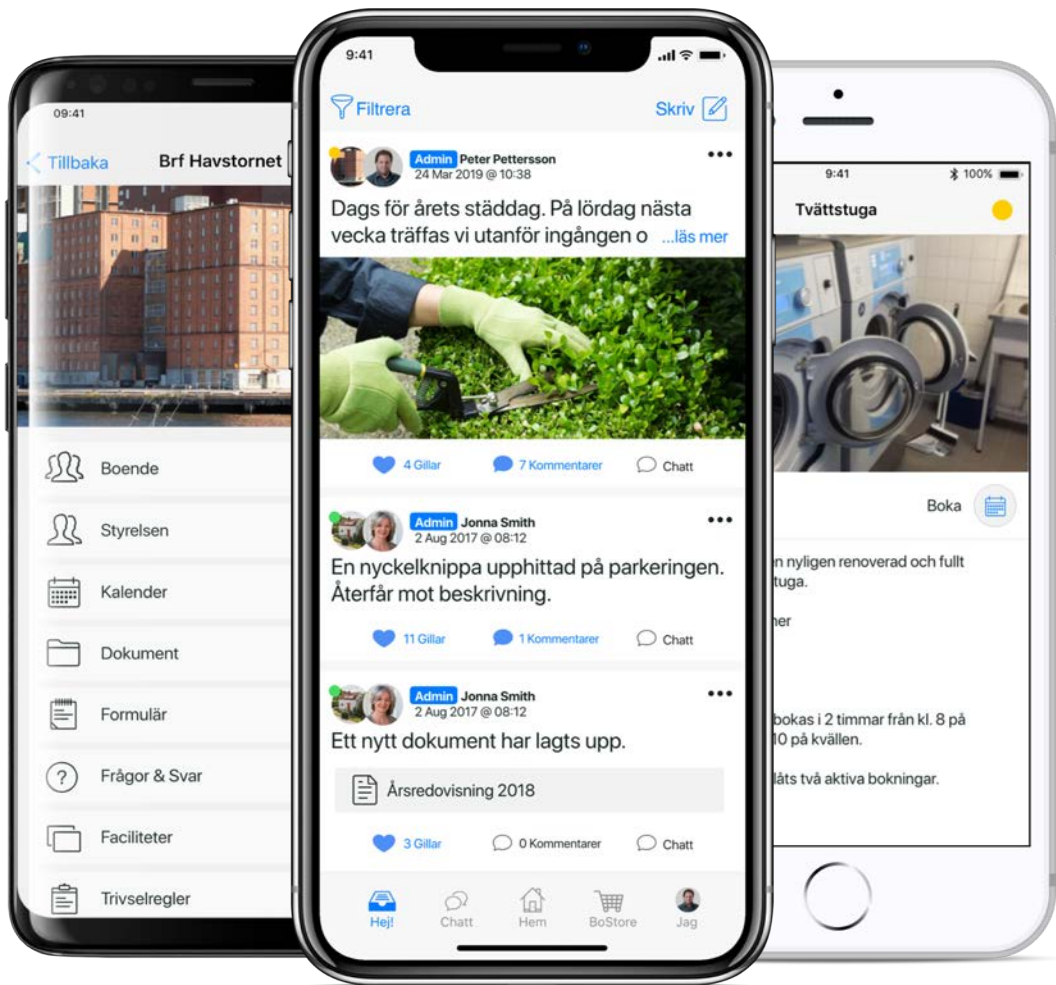 09:41
Tillbaka
Brf Havstornet
Boende
Styrelsen
Kalender
Dokument
Formulär
Frågor & Svar
Faciliteter
Trivselregler
9:41
Filtrera
Skriv
Admin Peter Pettersson
24 Mar 2019 @ 10:38
Dags för årets städdag. På lördag nästa
vecka träffas vi utanför ingången o ...läs mer
4 Gillar
7 Kommentarer
Chatt
Admin Jonna Smith
2 Aug 2017 @ 08:12
En nyckelknippa upphittad på parkeringen.
Återfår mot beskrivning.
11 Gillar
1 Kommentarer
Chatt
Admin Jonna Smith
2 Aug 2017 @ 08:12
Ett nytt dokument har lagts upp.
Årsredovisning 2018
3 Gillar
0 Kommentarer
Chatt
Hej!
Chatt
Hem
BoStore
Jag
9:41
100%
Tvättstuga
Boka
n nyligen renoverad och fullt
tuga.
ner
bokas i 2 timmar från kl. 8 på
10 på kvällen.
låts två aktiva bokningar.